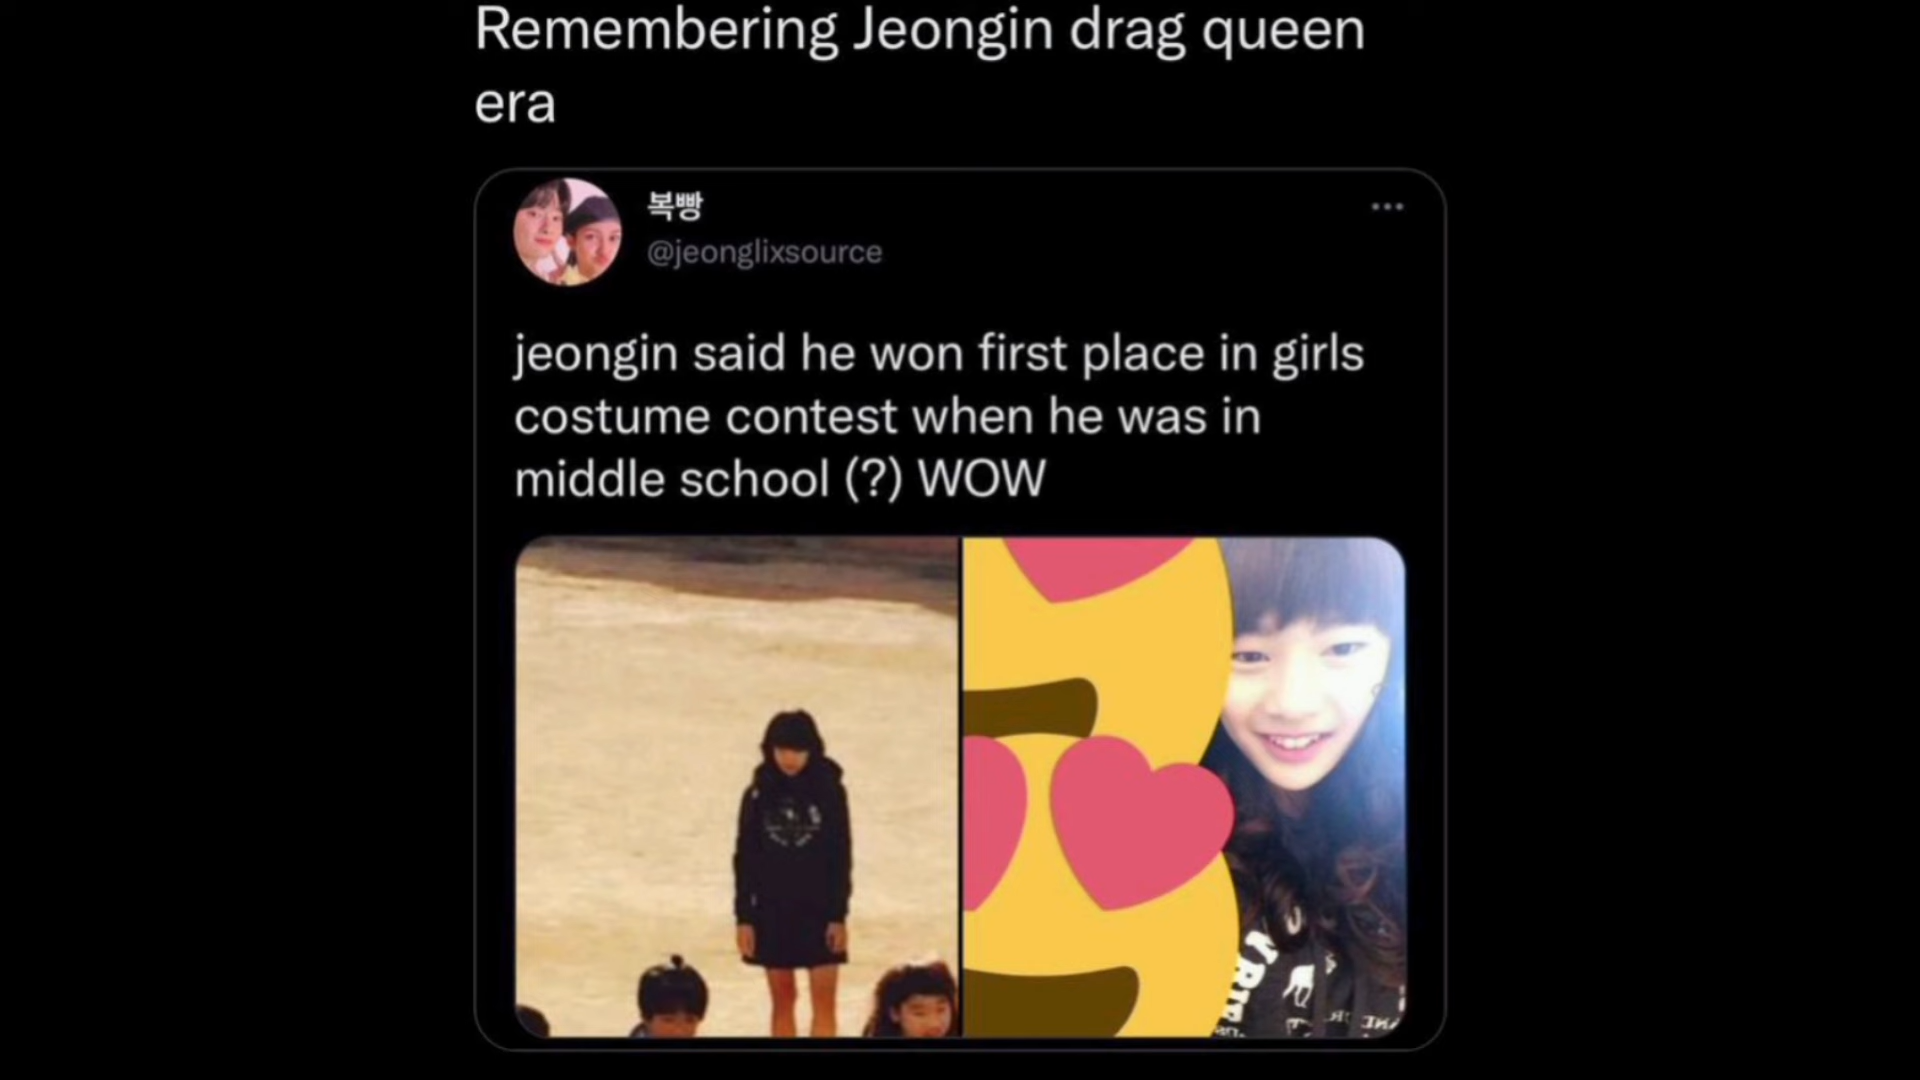 Remembering Jeongin drag queen
era
복빵
@jeonglixsource
jeongin said he won first place in girls
costume contest when he was in
middle school (?) WOW